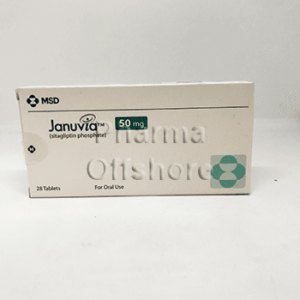 MSD
Januvia™ 50 mg
(sitagliptin phosphate)
Pharma
Offshore
28 Tablets
For Oral Use